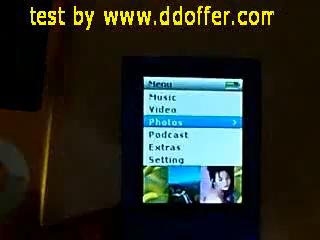 test by www.ddoffer.com
Menu
Music
Video
Photos >
Podcast
Extras
Setting